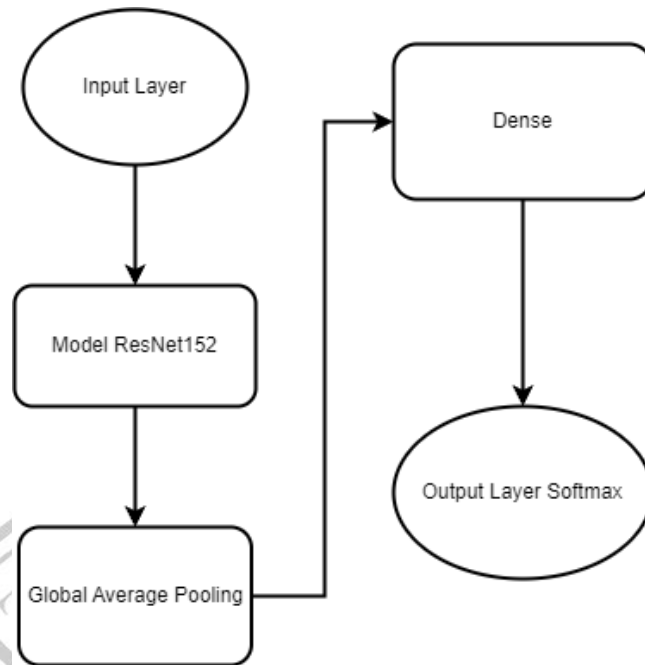 Input Layer
Model ResNet152
Global Average Pooling
Dense
Output Layer Softmax